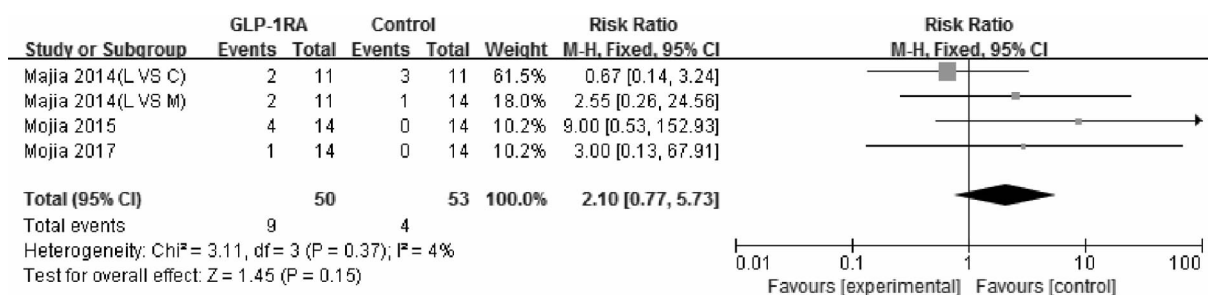 GLP-1RA Control Risk Ratio Risk Ratio
Study or Subgroup Events Total Events Total Weight M-H, Fixed, 95% CI M-H, Fixed, 95% CI
Majia 2014(L VS C) 2 11 3 11 61.5% 0.67 [0.14, 3.24]
Majia 2014(L VS M) 2 11 1 14 18.0% 2.55 [0.26, 24.56]
Mojia 2015 4 14 0 14 10.2% 9.00 [0.53, 152.93]
Mojia 2017 1 14 0 14 10.2% 3.00 [0.13, 67.91]
Total (95% CI) 50 53 100.0% 2.10 [0.77, 5.73]
Total events 9 4
Heterogeneity: Chi² = 3.11, df = 3 (P = 0.37); I² = 4%
Test for overall effect: Z = 1.45 (P = 0.15)
0.01 0.1 1 10 100
Favours [experimental] Favours [control]